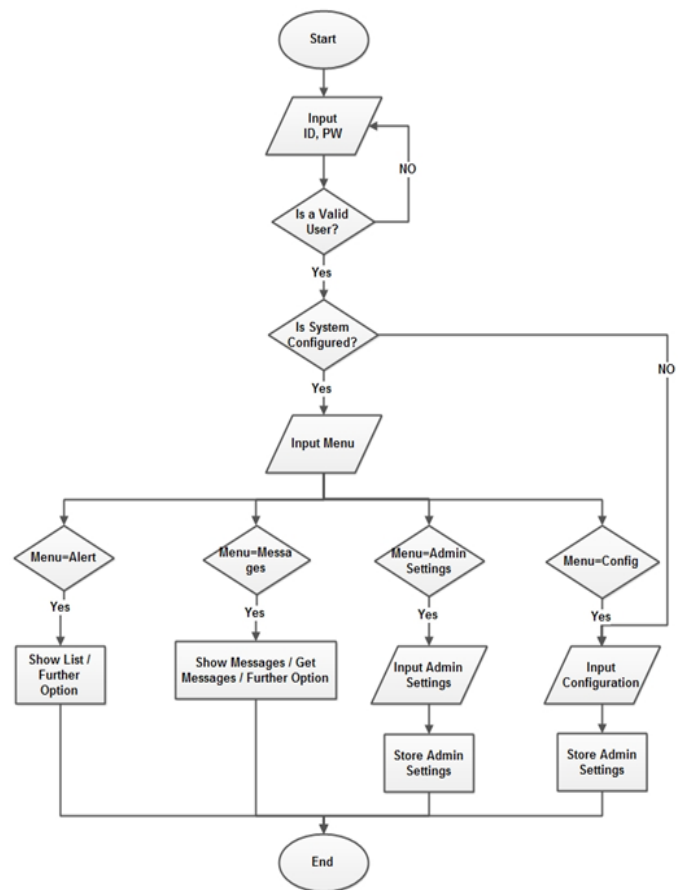 Start
Input
ID, PW
NO
Is a Valid
User?
Yes
Is System
Configured?
NO
Yes
Input Menu
Menu=Alert
Menu=Messa
ges
Menu=Admin
Settings
Menu=Config
Yes
Yes
Yes
Yes
Show List /
Further
Option
Show Messages / Get
Messages / Further Option
Input Admin
Settings
Input
Configuration
Store Admin
Settings
Store Admin
Settings
End